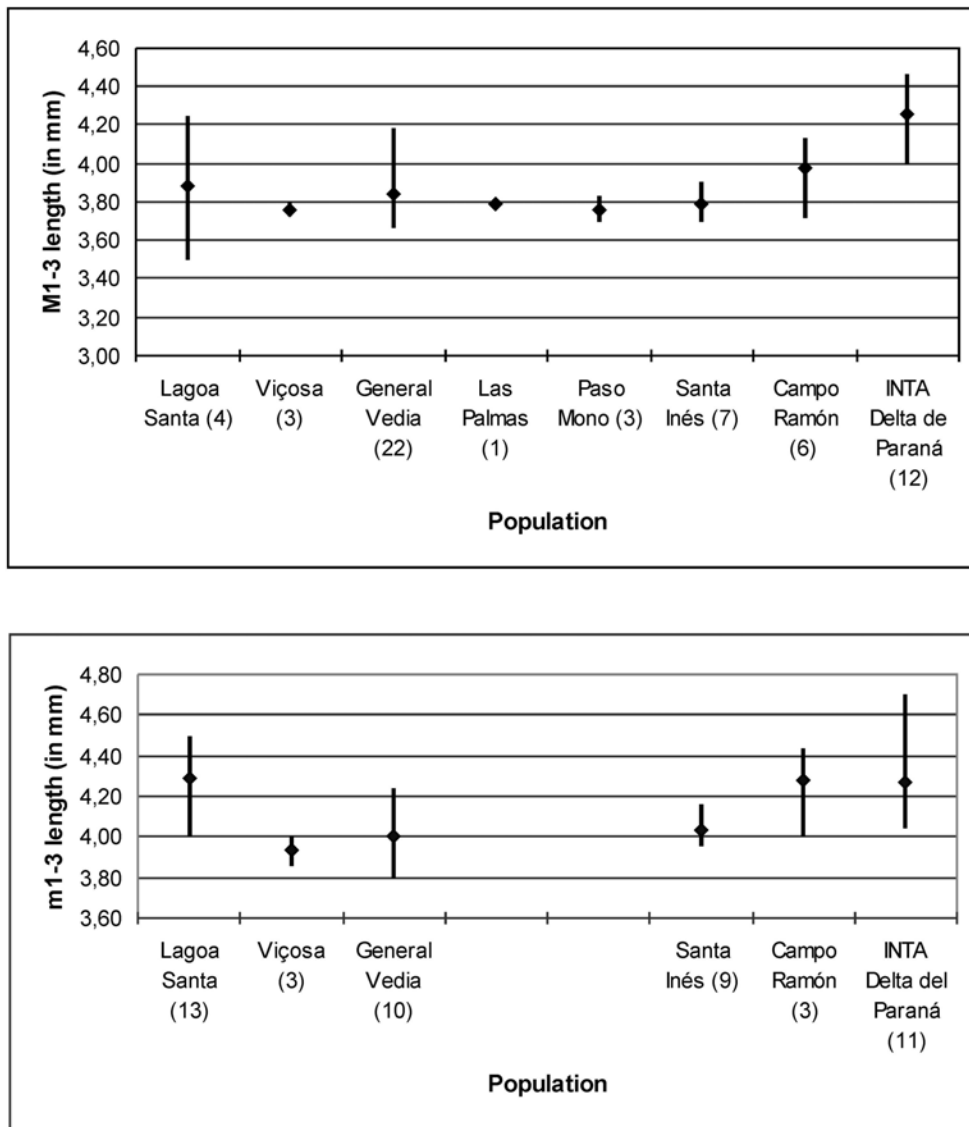 4,60
4,40
4,20
4,00
3,80
3,60
3,40
3,20
3,00
M1-3 length (in mm)
Lagoa
Santa (4)
Viçosa
(3)
General
Vedia
(22)
Las
Palmas
(1)
Paso
Mono (3)
Santa
Inés (7)
Campo
Ramón
(6)
INTA
Delta de
Paraná
(12)
Population
4,80
4,60
4,40
4,20
4,00
3,80
3,60
m1-3 length (in mm)
Lagoa
Santa
(13)
Viçosa
(3)
General
Vedia
(10)
Santa
Inés (9)
Campo
Ramón
(3)
INTA
Delta del
Paraná
(11)
Population